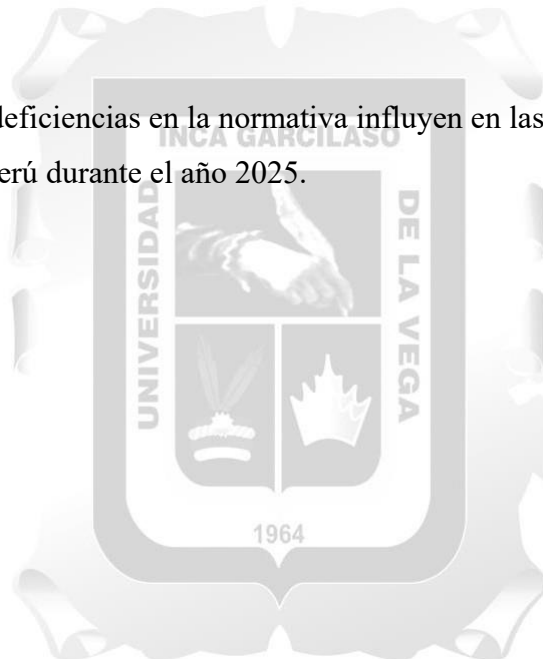 deficiencias en la normativa influyen en las
INCA GARCILASO
erú durante el año 2025.
UNIVERSIDAD
DE LA VEGA
1964